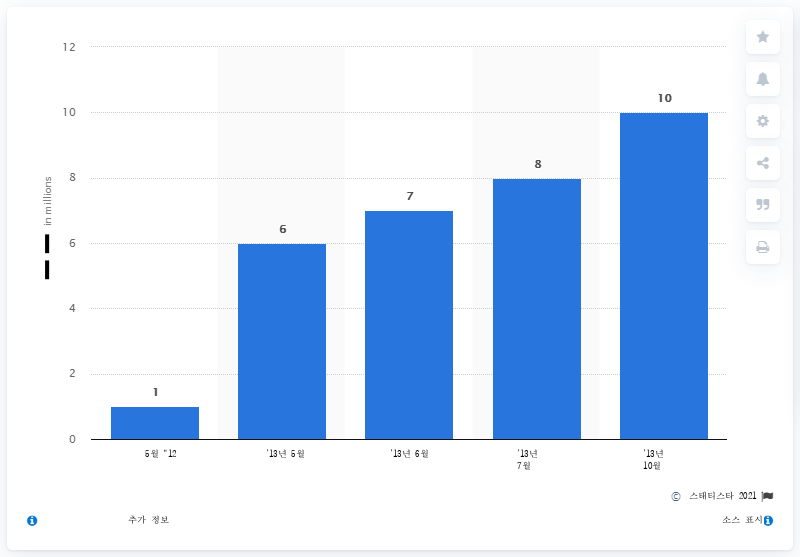 12
10
8
6
4
2
0
in millions
1
6
7
8
10
5월 "12
'13년 5월
'13년 6월
'13년
7월
'13년
10월
© 스태티스타 2021
추가 정보
소스 표시